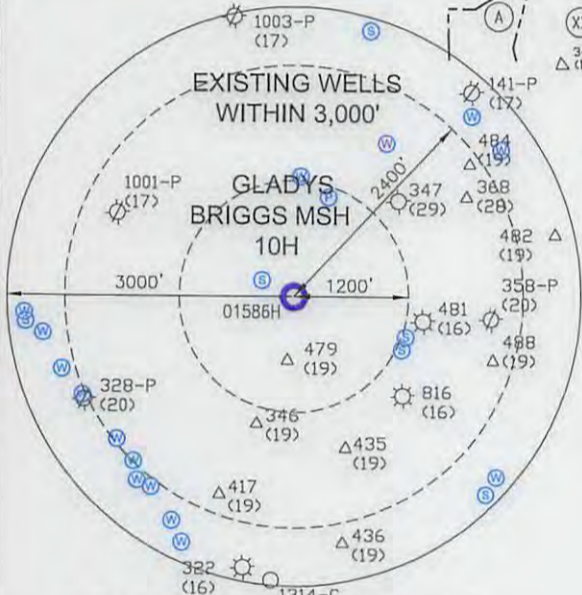 1003-P
(17)
S
A
X
EXISTING WELLS
WITHIN 3,000'
141-P
(17)
W
W
W
484
(19)
2400'
1001-P
(17)
GLADYS
BRIGGS MSH
10H
P
347
(29)
368
(28)
482
(19)
S
3000'
1200'
01586H
358-P
(20)
481
(16)
W
S
W
S
S
479
(19)
488
(19)
W
328-P
(20)
816
(16)
346
(19)
W
435
(19)
W
W
W
417
(19)
W
S
W
W
436
(19)
322
(16)